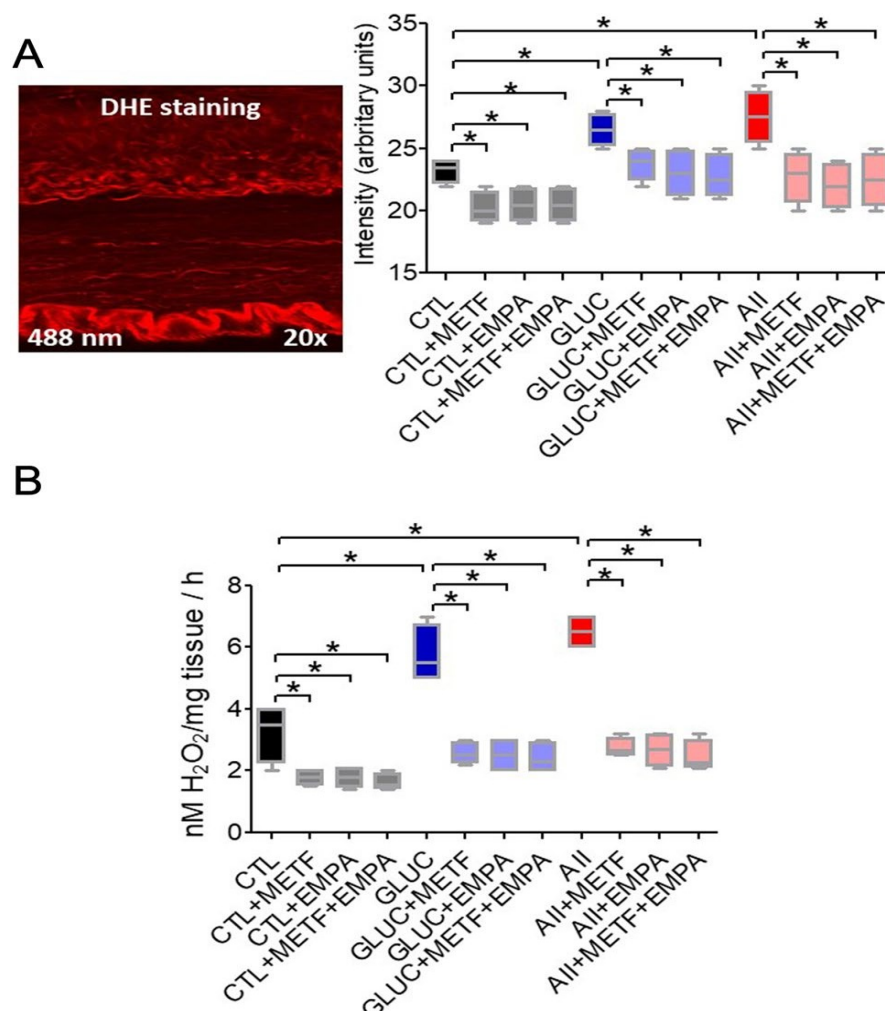 A
DHE staining
488 nm
20x
Intensity (arbritary units)
35
30
25
20
15
* * * * * * * * * * *
CTL
CTL+METF
CTL+EMPA
CTL+METF+EMPA
GLUC
GLUC+METF
GLUC+EMPA
GLUC+METF+EMPA
AII
AII+METF
AII+EMPA
AII+METF+EMPA
B
nM H₂O₂/mg tissue / h
8
6
4
2
0
* * * * * * * * * * *
CTL
CTL+METF
CTL+EMPA
CTL+METF+EMPA
GLUC
GLUC+METF
GLUC+EMPA
GLUC+METF+EMPA
AII
AII+METF
AII+EMPA
AII+METF+EMPA